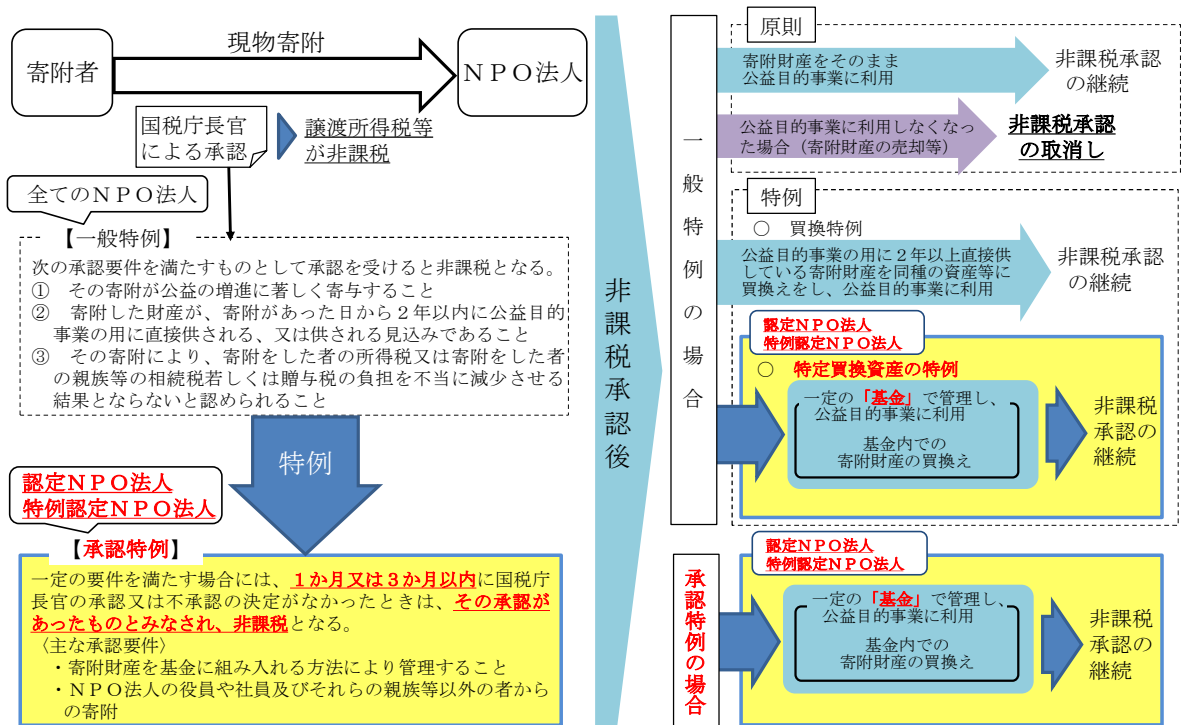 現物寄附
寄附者
ＮＰＯ法人
国税庁長官
による承認
譲渡所得税等
が非課税
全てのＮＰＯ法人
【一般特例】
次の承認要件を満たすものとして承認を受けると非課税となる。
① その寄附が公益の増進に著しく寄与すること
② 寄附した財産が、寄附があった日から２年以内に公益目的
事業の用に直接供される、又は供される見込みであること
③ その寄附により、寄附をした者の所得税又は寄附をした者
の親族等の相続税若しくは贈与税の負担を不当に減少させる
結果とならないと認められること
特例
認定ＮＰＯ法人
特例認定ＮＰＯ法人
【承認特例】
一定の要件を満たす場合には、１か月又は３か月以内に国税庁
長官の承認又は不承認の決定がなかったときは、その承認が
あったものとみなされ、非課税となる。
〈主な承認要件〉
・寄附財産を基金に組み入れる方法により管理すること
・ＮＰＯ法人の役員や社員及びそれらの親族等以外の者から
の寄附
非課税承認後
一般特例の場合
原則
寄附財産をそのまま
公益目的事業に利用
非課税承認
の継続
公益目的事業に利用しなくなっ
た場合（寄附財産の売却等）
非課税承認
の取消し
特例
○ 買換特例
公益目的事業の用に２年以上直接供
している寄附財産を同種の資産等に
買換えをし、公益目的事業に利用
非課税承認
の継続
認定ＮＰＯ法人
特例認定ＮＰＯ法人
○ 特定買換資産の特例
一定の「基金」で管理し、
公益目的事業に利用
基金内での
寄附財産の買換え
非課税
承認の
継続
承認特例の場合
認定ＮＰＯ法人
特例認定ＮＰＯ法人
一定の「基金」で管理し、
公益目的事業に利用
基金内での
寄附財産の買換え
非課税
承認の
継続